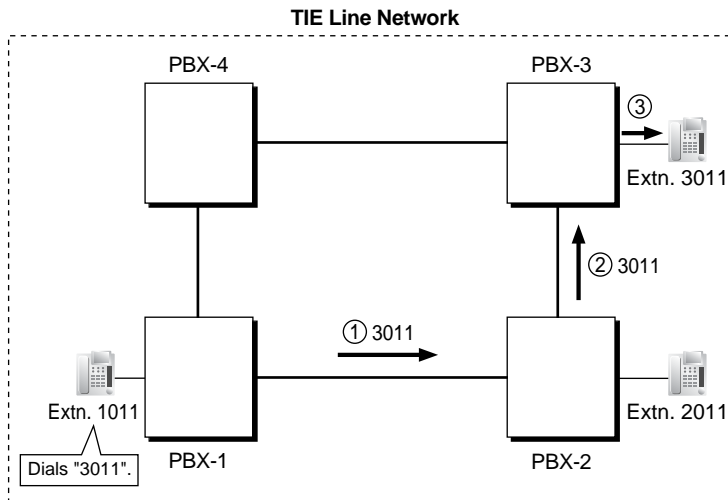 TIE Line Network
PBX-4
PBX-3
③
Extn. 3011
② 3011
① 3011
Extn. 1011
Extn. 2011
Dials "3011".
PBX-1
PBX-2